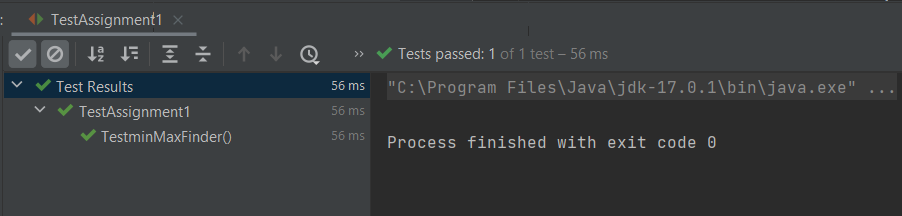 : TestAssignment1 ×
» Tests passed: 1 of 1 test – 56 ms
Test Results 56 ms
"C:\Program Files\Java\jdk-17.0.1\bin\java.exe" ...
TestAssignment1 56 ms
TestminMaxFinder() 56 ms
Process finished with exit code 0